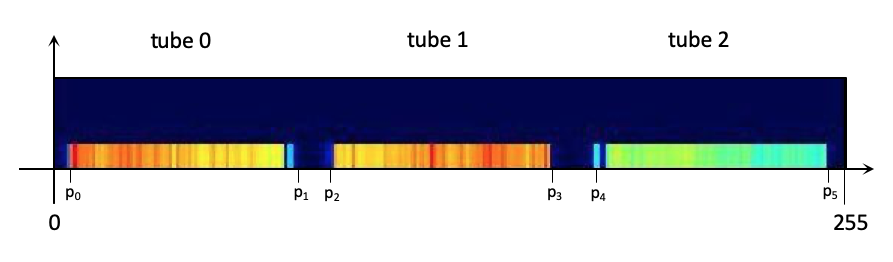 tube 0 tube 1 tube 2
p₀ p₁ p₂ p₃ p₄ p₅
0 255